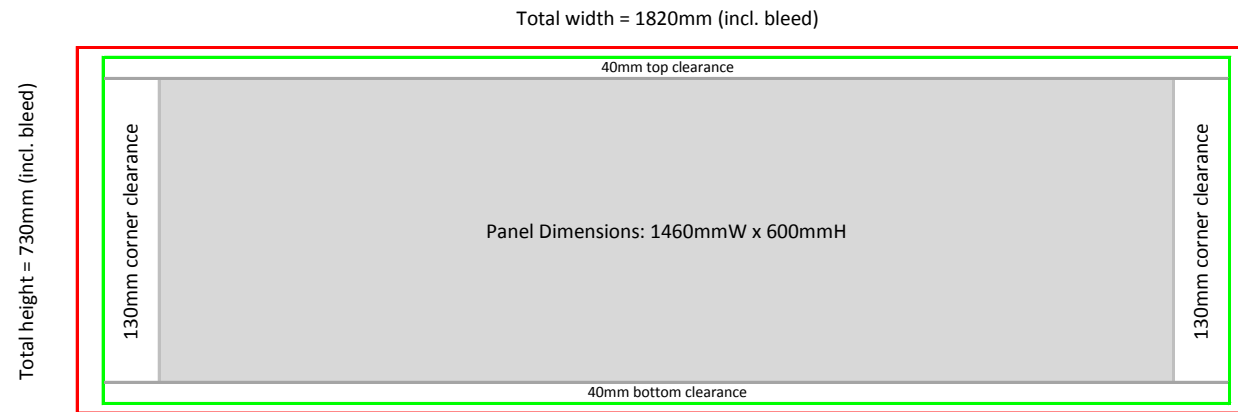 Total width = 1820mm (incl. bleed)
40mm top clearance
Total height = 730mm (incl. bleed)
130mm corner clearance
Panel Dimensions: 1460mmW x 600mmH
130mm corner clearance
40mm bottom clearance